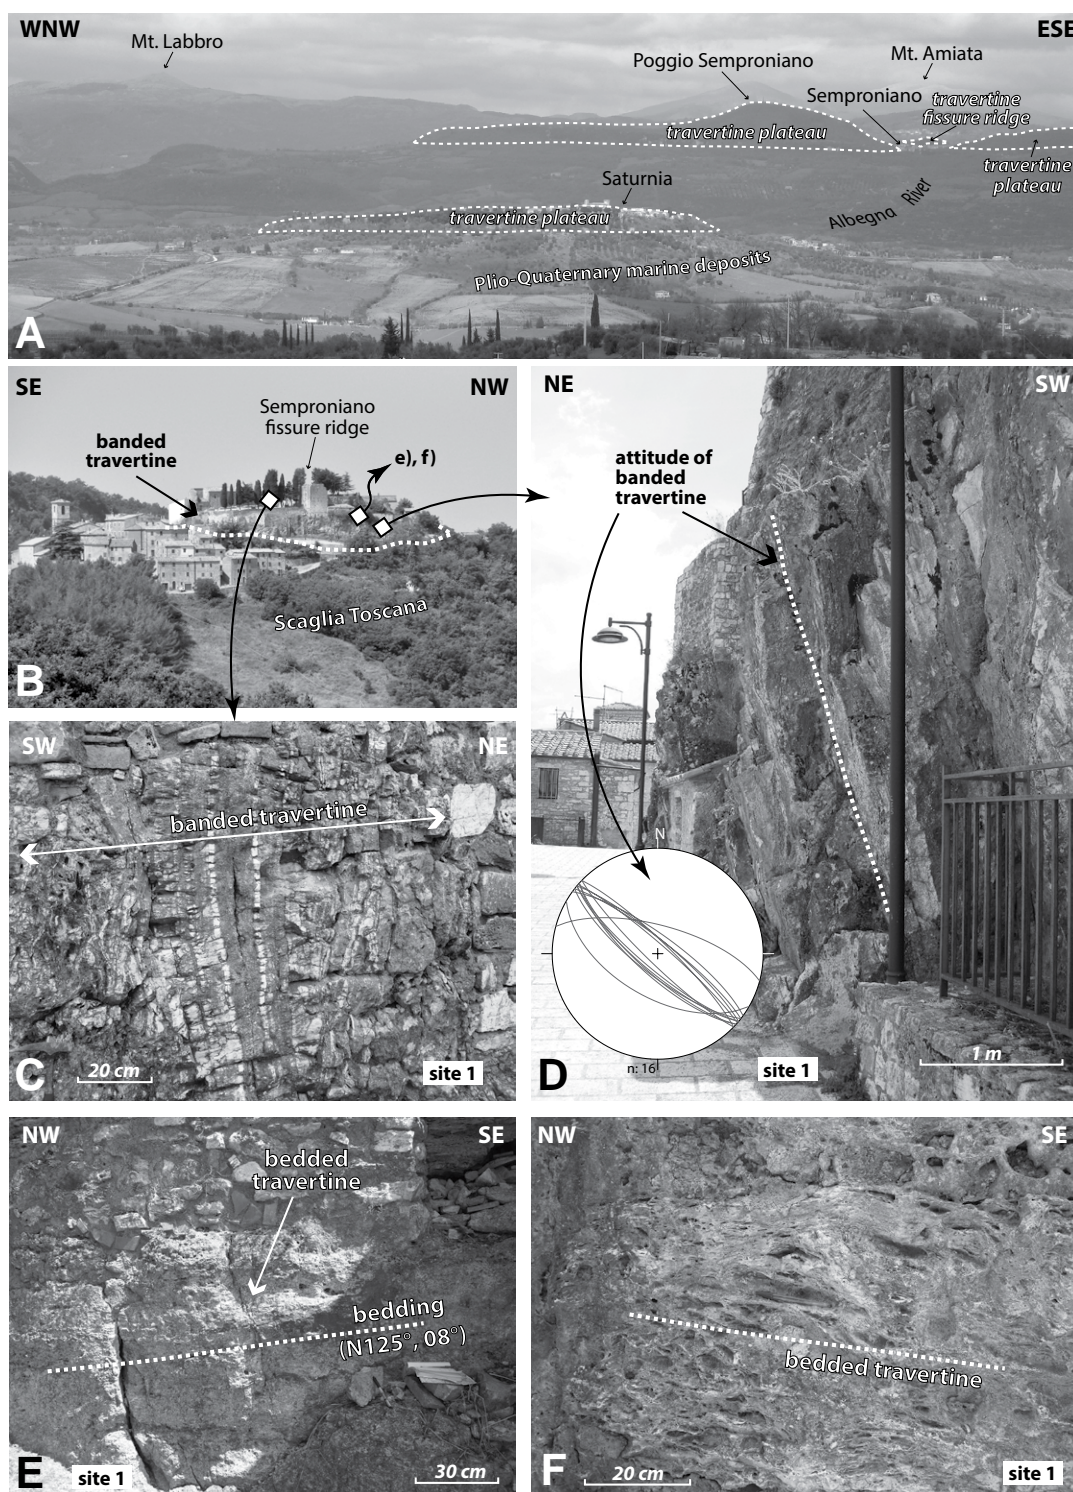 WNW
ESE
Mt. Labbro
Poggio Semproniano
Mt. Amiata
Semproniano
travertine
fissure ridge
travertine plateau
travertine
plateau
Saturnia
travertine plateau
Albegna River
Plio-Quaternary marine deposits
A
SE
NW
Semproniano
fissure ridge
banded
travertine
e), f)
Scaglia Toscana
B
NE
SW
attitude of
banded
travertine
N
n: 16
site 1
1 m
D
SW
NE
banded travertine
20 cm
site 1
C
NW
SE
bedded
travertine
bedding
(N125°, 08°)
site 1
30 cm
E
NW
SE
bedded travertine
20 cm
site 1
F